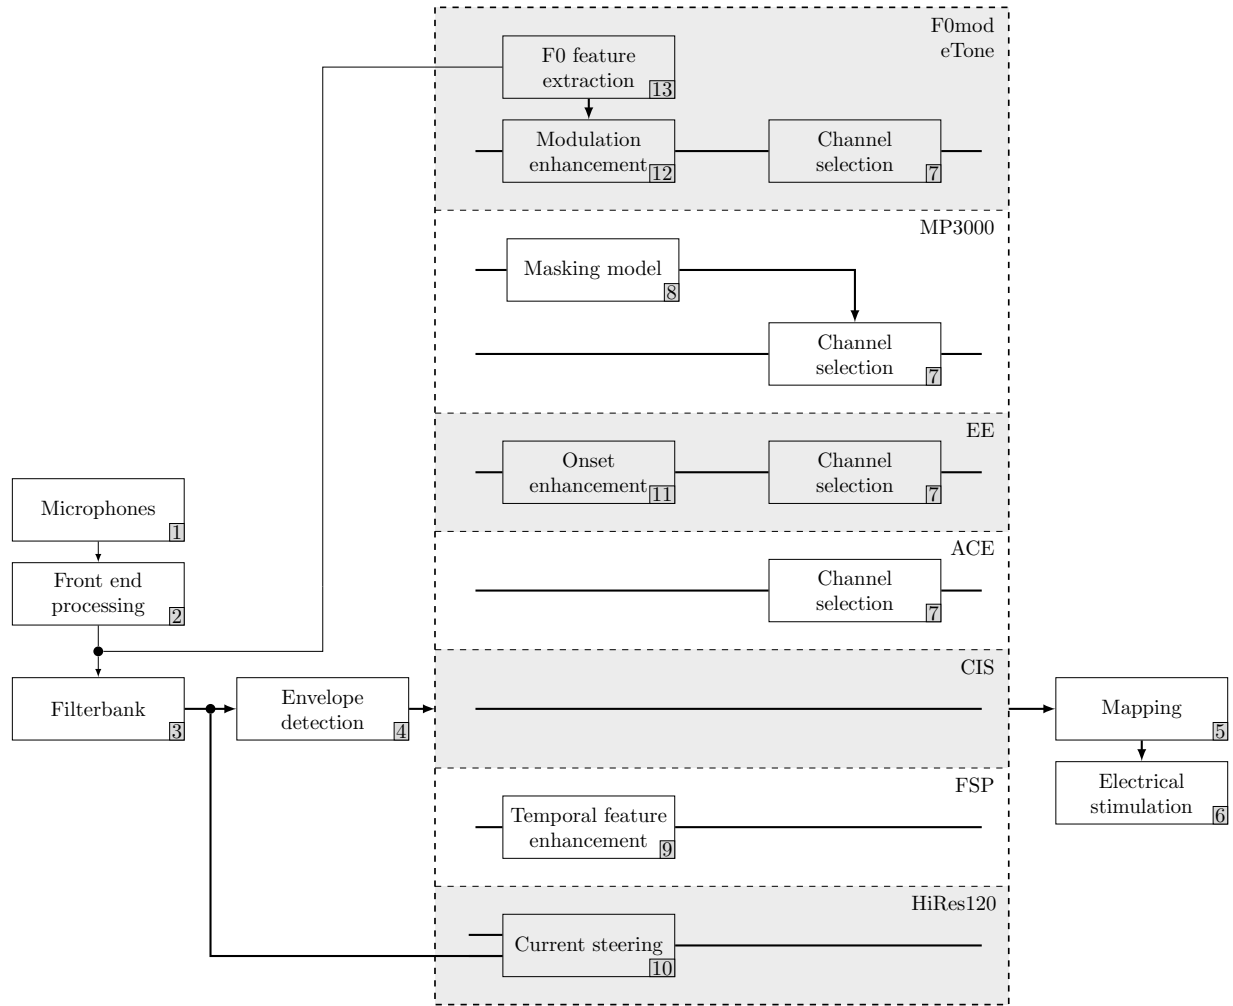 F0mod
eTone
F0 feature
extraction
13
Modulation
enhancement
12
Channel
selection
7
MP3000
Masking model
8
Channel
selection
7
EE
Onset
enhancement
11
Channel
selection
7
Microphones
1
ACE
Front end
processing
2
Channel
selection
7
CIS
Filterbank
3
Envelope
detection
4
Mapping
5
FSP
Electrical
stimulation
6
Temporal feature
enhancement
9
HiRes120
Current steering
10